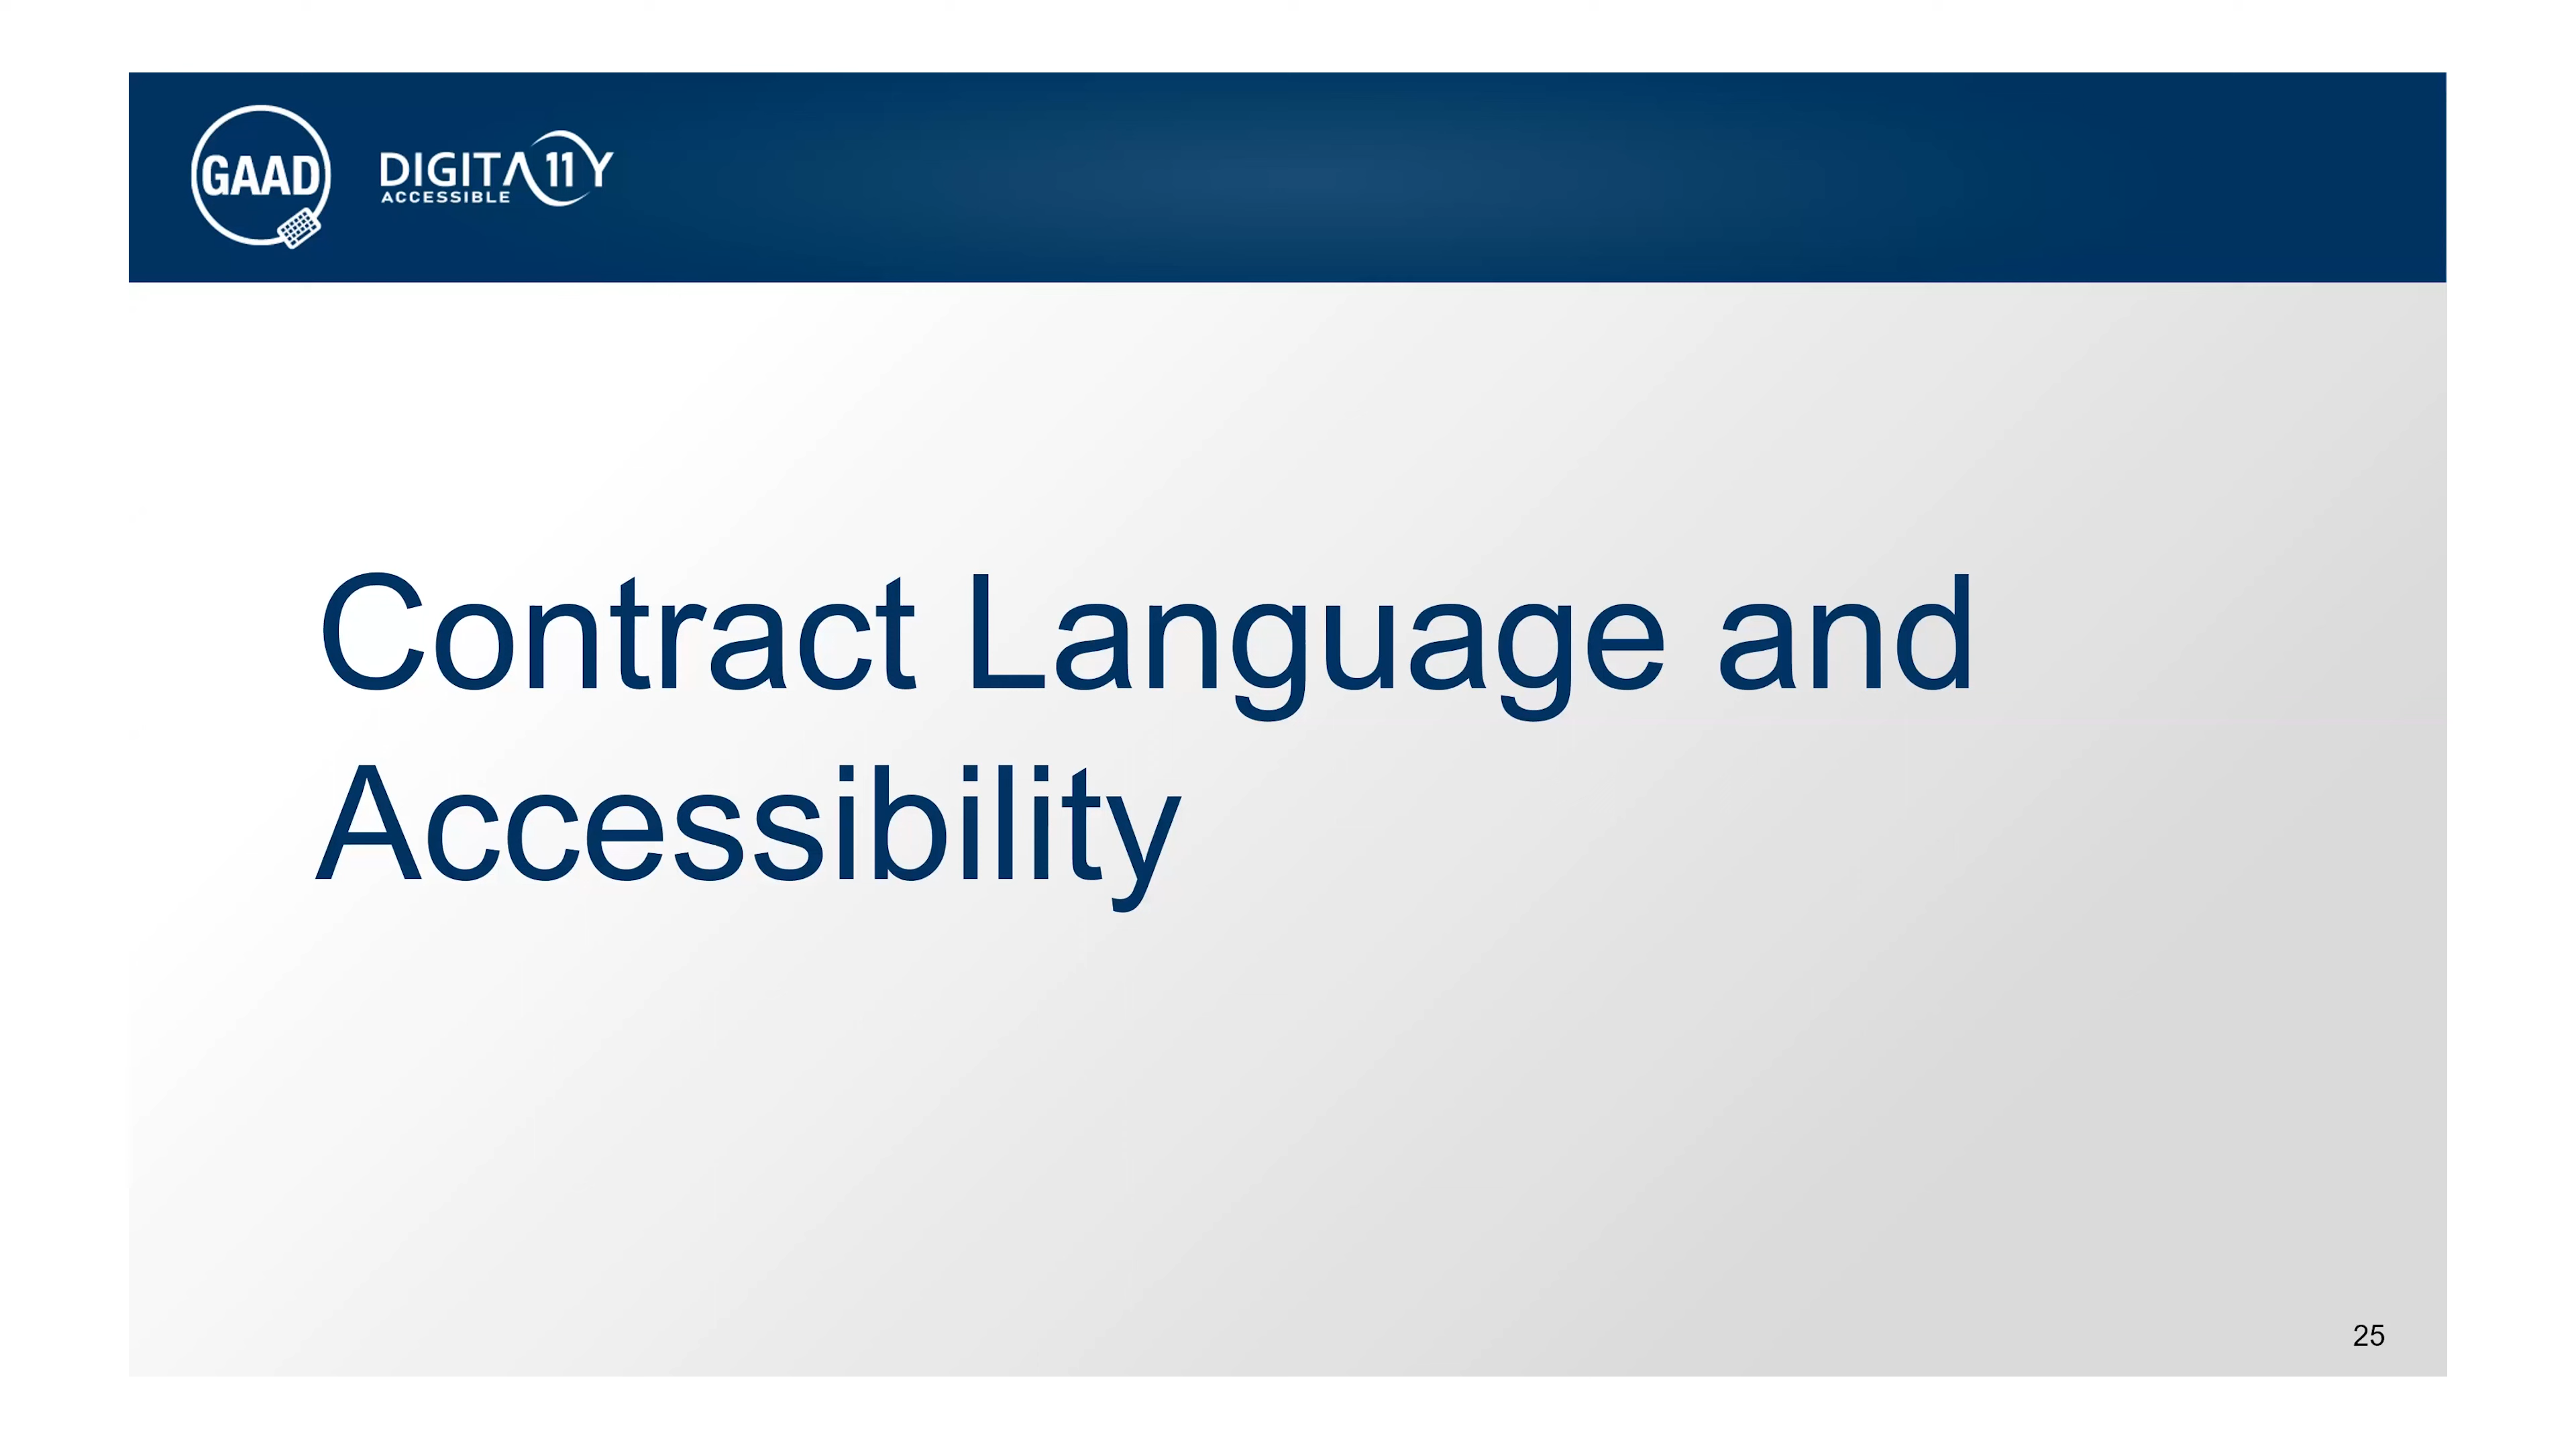 GAAD
DIGITA11Y
ACCESSIBLE
Contract Language and
Accessibility
25